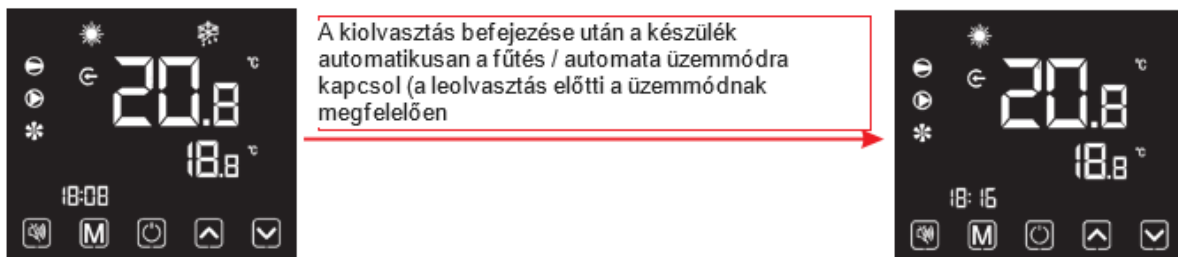 20.8 °C
18.8 °C
18:08
M
A kiolvasztás befejezése után a készülék
automatikusan a fűtés / automata üzemmódra
kapcsol (a leolvasztás előtti a üzemmódnak
megfelelően
20.8 °C
18.8 °C
18:16
M